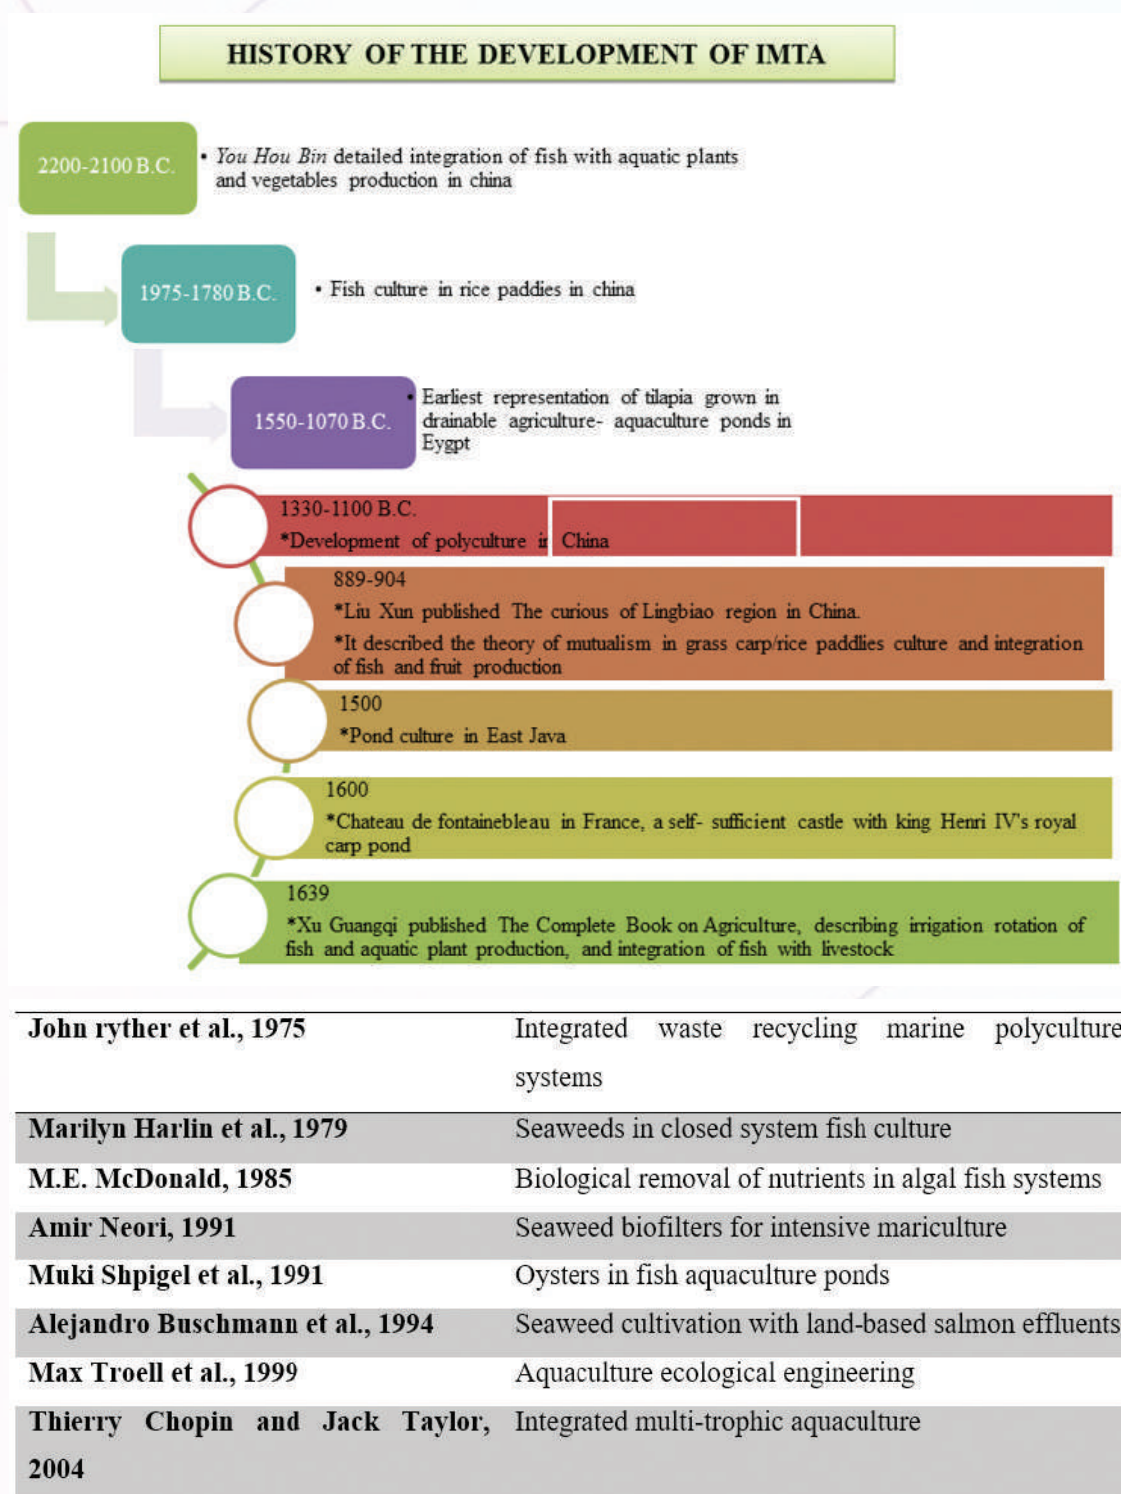 HISTORY OF THE DEVELOPMENT OF IMTA
2200-2100 B.C.
• You Hou Bin detailed integration of fish with aquatic plants
and vegetables production in china
1975-1780 B.C.
• Fish culture in rice paddies in china
1550-1070 B.C.
• Earliest representation of tilapia grown in
drainable agriculture- aquaculture ponds in
Eygpt
1330-1100 B.C.
*Development of polyculture in China
889-904
*Liu Xun published The curious of Lingbiao region in China.
*It described the theory of mutualism in grass carp/rice paddlies culture and integration
of fish and fruit production
1500
*Pond culture in East Java
1600
*Chateau de fontainebleau in France, a self- sufficient castle with king Henri IV's royal
carp pond
1639
*Xu Guangqi published The Complete Book on Agriculture, describing irrigation rotation of
fish and aquatic plant production, and integration of fish with livestock
John ryther et al., 1975 Integrated waste recycling marine polyculture
systems
Marilyn Harlin et al., 1979 Seaweeds in closed system fish culture
M.E. McDonald, 1985 Biological removal of nutrients in algal fish systems
Amir Neori, 1991 Seaweed biofilters for intensive mariculture
Muki Shpigel et al., 1991 Oysters in fish aquaculture ponds
Alejandro Buschmann et al., 1994 Seaweed cultivation with land-based salmon effluents
Max Troell et al., 1999 Aquaculture ecological engineering
Thierry Chopin and Jack Taylor, Integrated multi-trophic aquaculture
2004